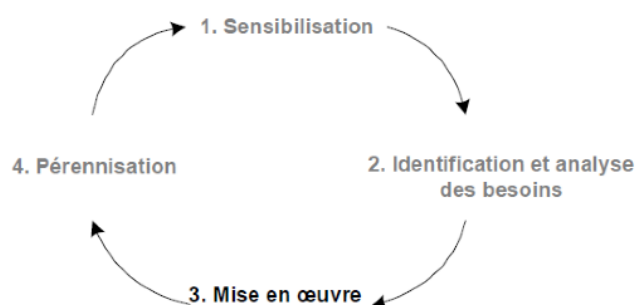 1. Sensibilisation
2. Identification et analyse
des besoins
3. Mise en œuvre
4. Pérennisation